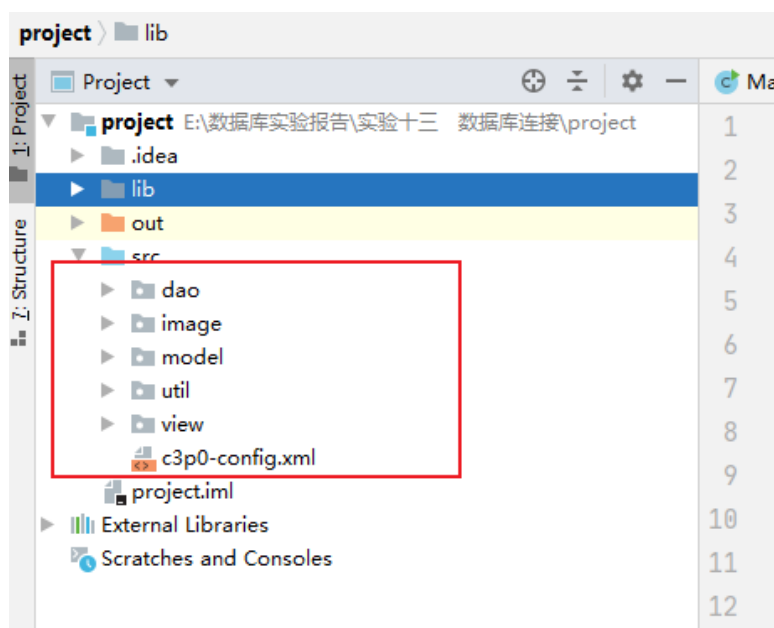 project 〉 lib
1: Project
Project
Ma
project E:\数据库实验报告\实验十三 数据库连接\project
.idea
lib
out
src
dao
image
model
util
view
c3p0-config.xml
project.iml
External Libraries
Scratches and Consoles
7: Structure
1
2
3
4
5
6
7
8
9
10
11
12